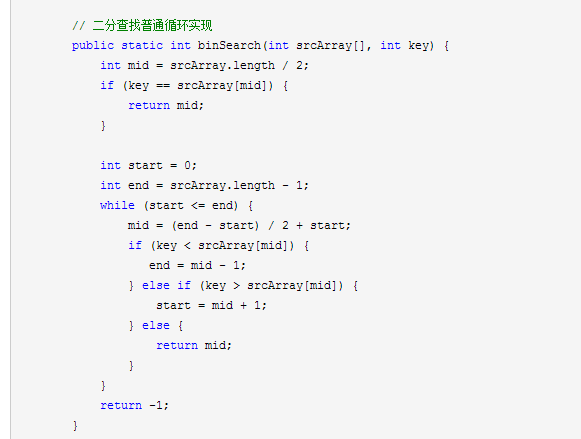 // 二分查找普通循环实现
public static int binSearch(int srcArray[], int key) {
    int mid = srcArray.length / 2;
    if (key == srcArray[mid]) {
        return mid;
    }

    int start = 0;
    int end = srcArray.length - 1;
    while (start <= end) {
        mid = (end - start) / 2 + start;
        if (key < srcArray[mid]) {
           end = mid - 1;
        } else if (key > srcArray[mid]) {
            start = mid + 1;
        } else {
            return mid;
        }
    }
    return -1;
}